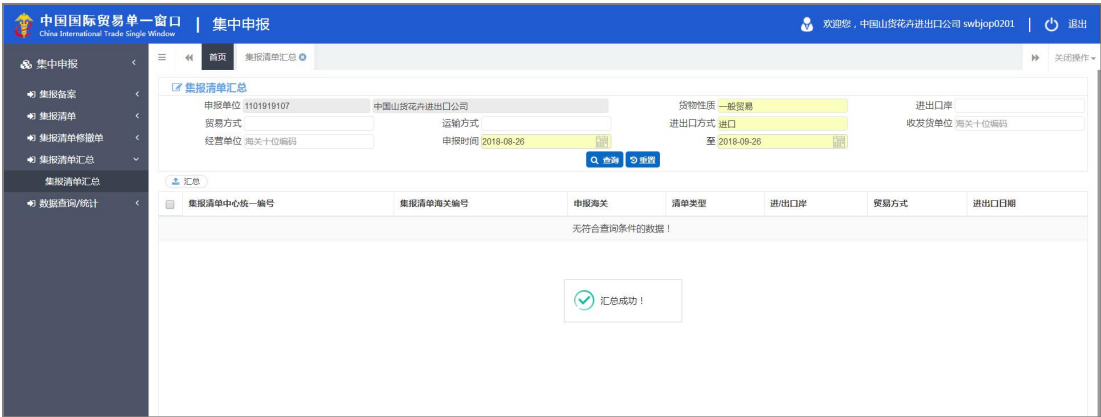 中国国际贸易单一窗口 | 集中申报
China International Trade Single Window
欢迎您，中国山货花卉进出口公司 swbjop0201 | 退出
集中申报
首页 集报清单汇总 关闭操作
集报备案
集报清单
集报清单修撤单
集报清单汇总
集报清单汇总
数据查询/统计
集报清单汇总
申报单位 1101919107 中国山货花卉进出口公司 货物性质 一般贸易 进出口岸
贸易方式 运输方式 进出口方式 进口 收发货单位 海关十位编码
经营单位 海关十位编码 申报时间 2018-08-26 至 2018-09-26
查询 重置
汇总
集报清单中心统一编号 集报清单海关编号 申报海关 清单类型 进/出口岸 贸易方式 进出口日期
无符合查询条件的数据！
汇总成功！